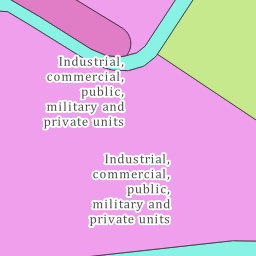 Industrial,
commercial,
public,
military and
private units
Industrial,
commercial,
public,
military and
private units